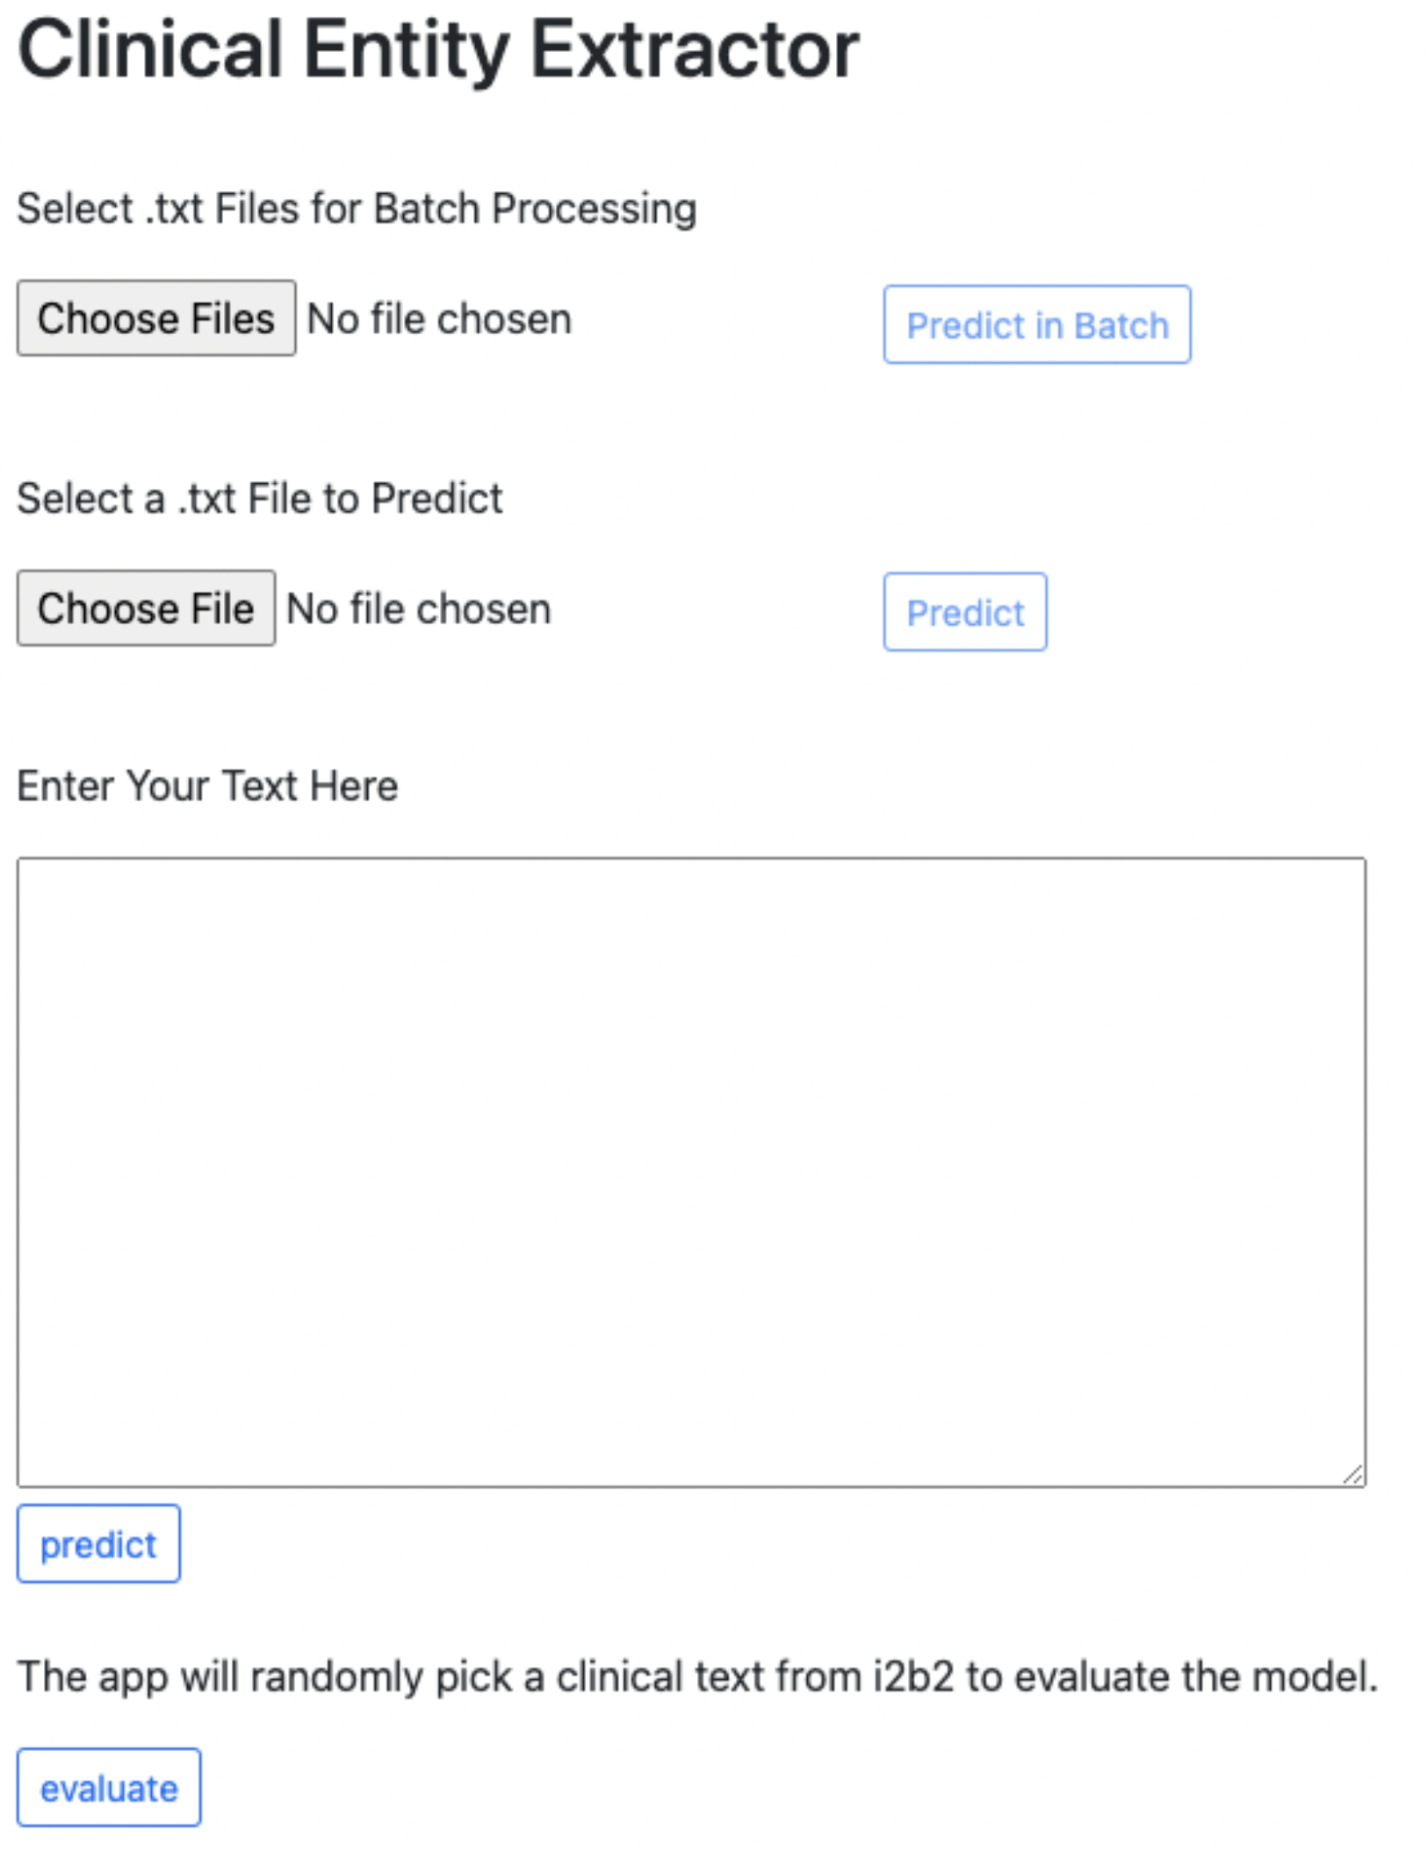 Clinical Entity Extractor
Select .txt Files for Batch Processing
Choose Files No file chosen
Predict in Batch
Select a .txt File to Predict
Choose File No file chosen
Predict
Enter Your Text Here
predict
The app will randomly pick a clinical text from i2b2 to evaluate the model.
evaluate